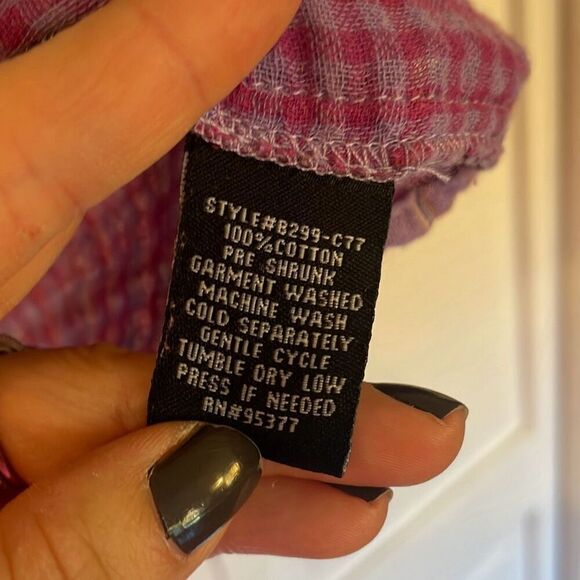 STYLE#B299-C77
100%COTTON
PRE SHRUNK
GARMENT WASHED
MACHINE WASH
COLD SEPARATELY
GENTLE CYCLE
TUMBLE DRY LOW
PRESS IF NEEDED
RN#95377